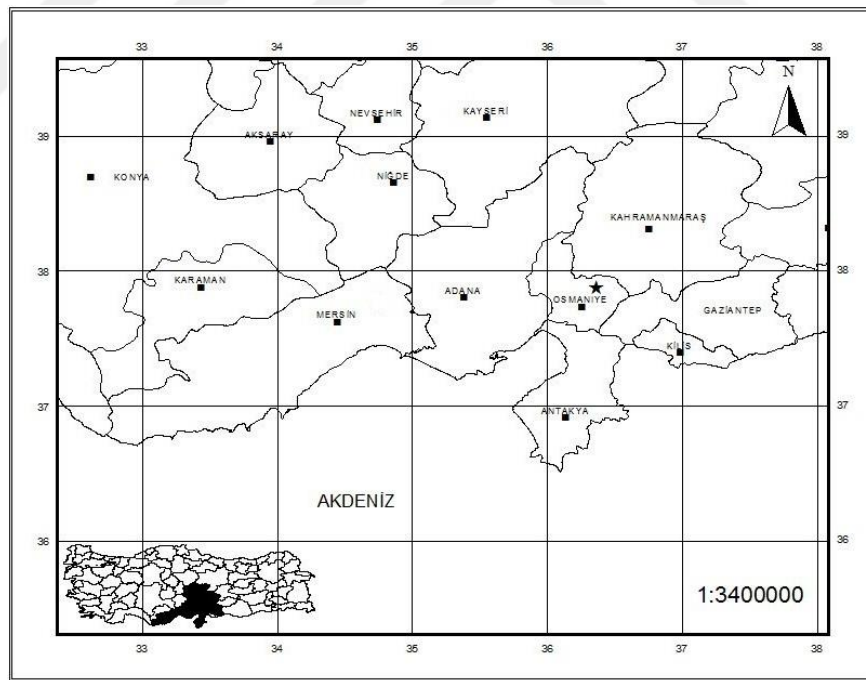 33 34 35 36 37 38
N
NEVŞEHİR
KAYSERİ
39 39
AKSARAY
KONYA
NİĞDE
KAHRAMANMARAŞ
38 38
KARAMAN
ADANA
OSMANIYE
MERSİN
GAZİANTEP
KİLİS
37 37
ANTAKYA
AKDENİZ
36 36
1:3400000
33 34 35 36 37 38